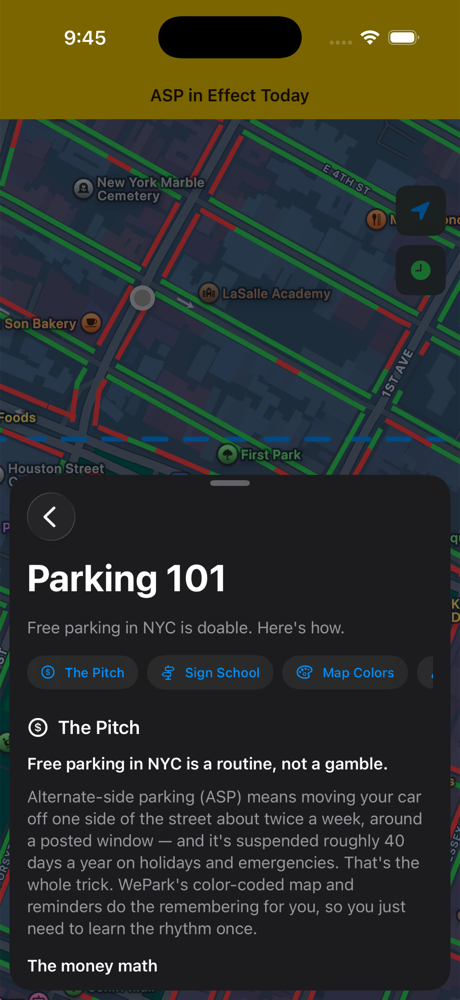 9:45
ASP in Effect Today
New York Marble
Cemetery
E 4TH ST
LaSalle Academy
Son Bakery
1ST AVE
Foods
First Park
Houston Street
Parking 101
Free parking in NYC is doable. Here's how.
The Pitch
Sign School
Map Colors
The Pitch
Free parking in NYC is a routine, not a gamble.
Alternate-side parking (ASP) means moving your car
off one side of the street about twice a week, around
a posted window — and it's suspended roughly 40
days a year on holidays and emergencies. That's the
whole trick. WePark's color-coded map and
reminders do the remembering for you, so you just
need to learn the rhythm once.
The money math